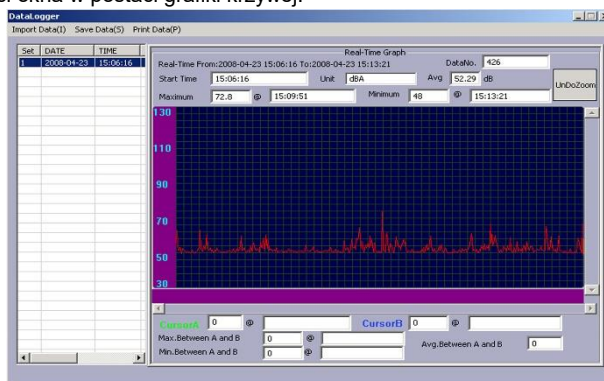 okna w postaci grafiki krzywej.
DataLogger
Import Data(I) Save Data(S) Print Data(P)
Set DATE TIME
1 2008-04-23 15:06:16
Real-Time Graph
Real-Time From:2008-04-23 15:06:16 To:2008-04-23 15:13:21 DataNo. 426
Start Time 15:06:16 Unit dBA Avg 52.29 dB
UnDoZoom
Maximum 72.8 @ 15:09:51 Minimum 48 @ 15:13:21
130
110
90
70
50
30
CursorA 0 @ CursorB 0 @
Max.Between A and B 0 @
Avg.Between A and B 0
Min.Between A and B 0 @